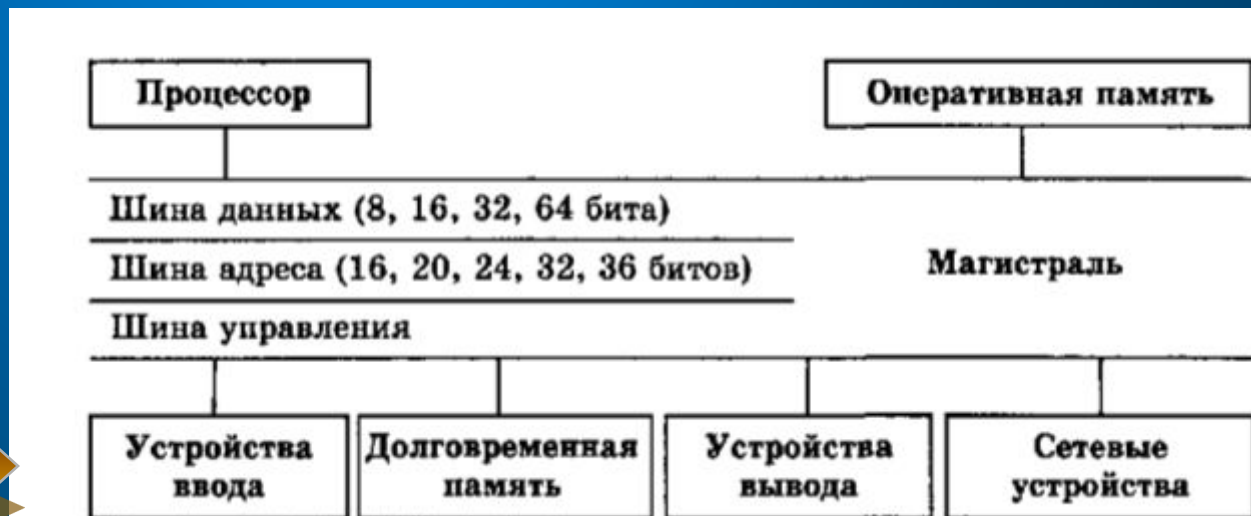 Процессор
Оперативная память
Шина данных (8, 16, 32, 64 бита)
Шина адреса (16, 20, 24, 32, 36 битов)
Магистраль
Шина управления
Устройства
ввода
Долговременная
память
Устройства
вывода
Сетевые
устройства